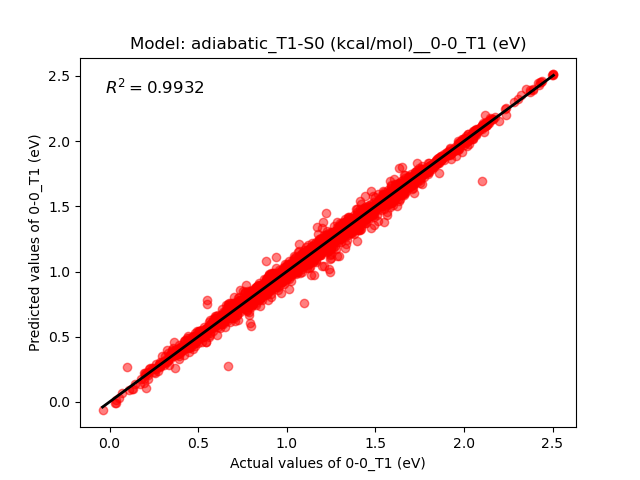 Model: adiabatic_T1-S0 (kcal/mol)__0-0_T1 (eV)
R² = 0.9932
Predicted values of 0-0_T1 (eV)
2.5
2.0
1.5
1.0
0.5
0.0
0.0 0.5 1.0 1.5 2.0 2.5
Actual values of 0-0_T1 (eV)